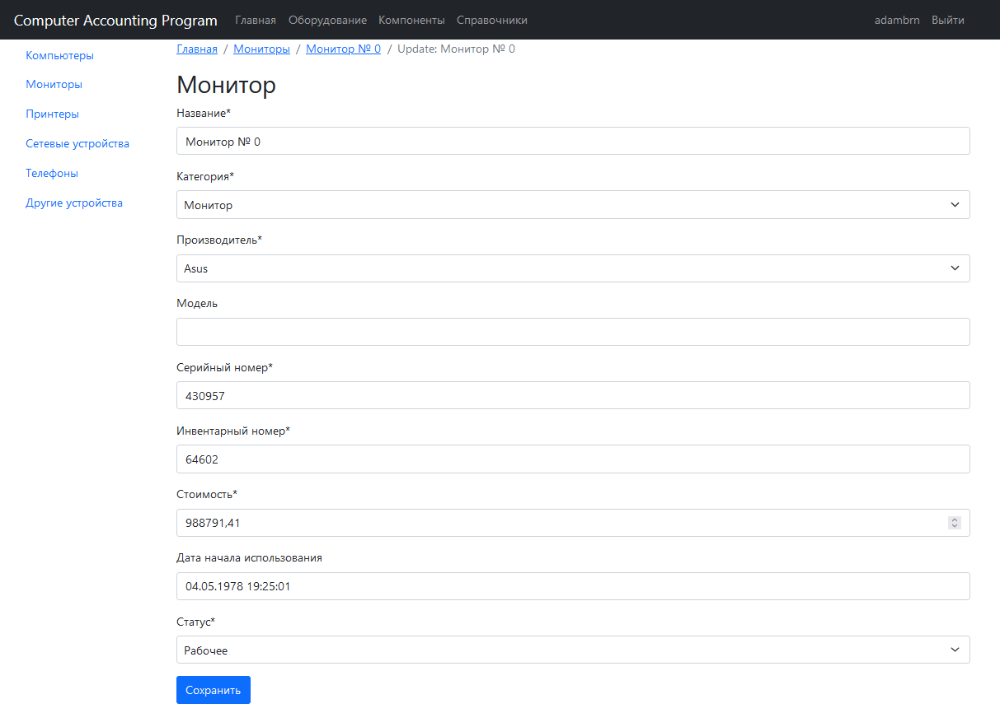 Computer Accounting Program Главная Оборудование Компоненты Справочники adambrn Выйти
Компьютеры
Мониторы
Принтеры
Сетевые устройства
Телефоны
Другие устройства
Главная / Мониторы / Монитор № 0 / Update: Монитор № 0
Монитор
Название*
Монитор № 0
Категория*
Монитор
Производитель*
Asus
Модель
Серийный номер*
430957
Инвентарный номер*
64602
Стоимость*
988791,41
Дата начала использования
04.05.1978 19:25:01
Статус*
Рабочее
Сохранить